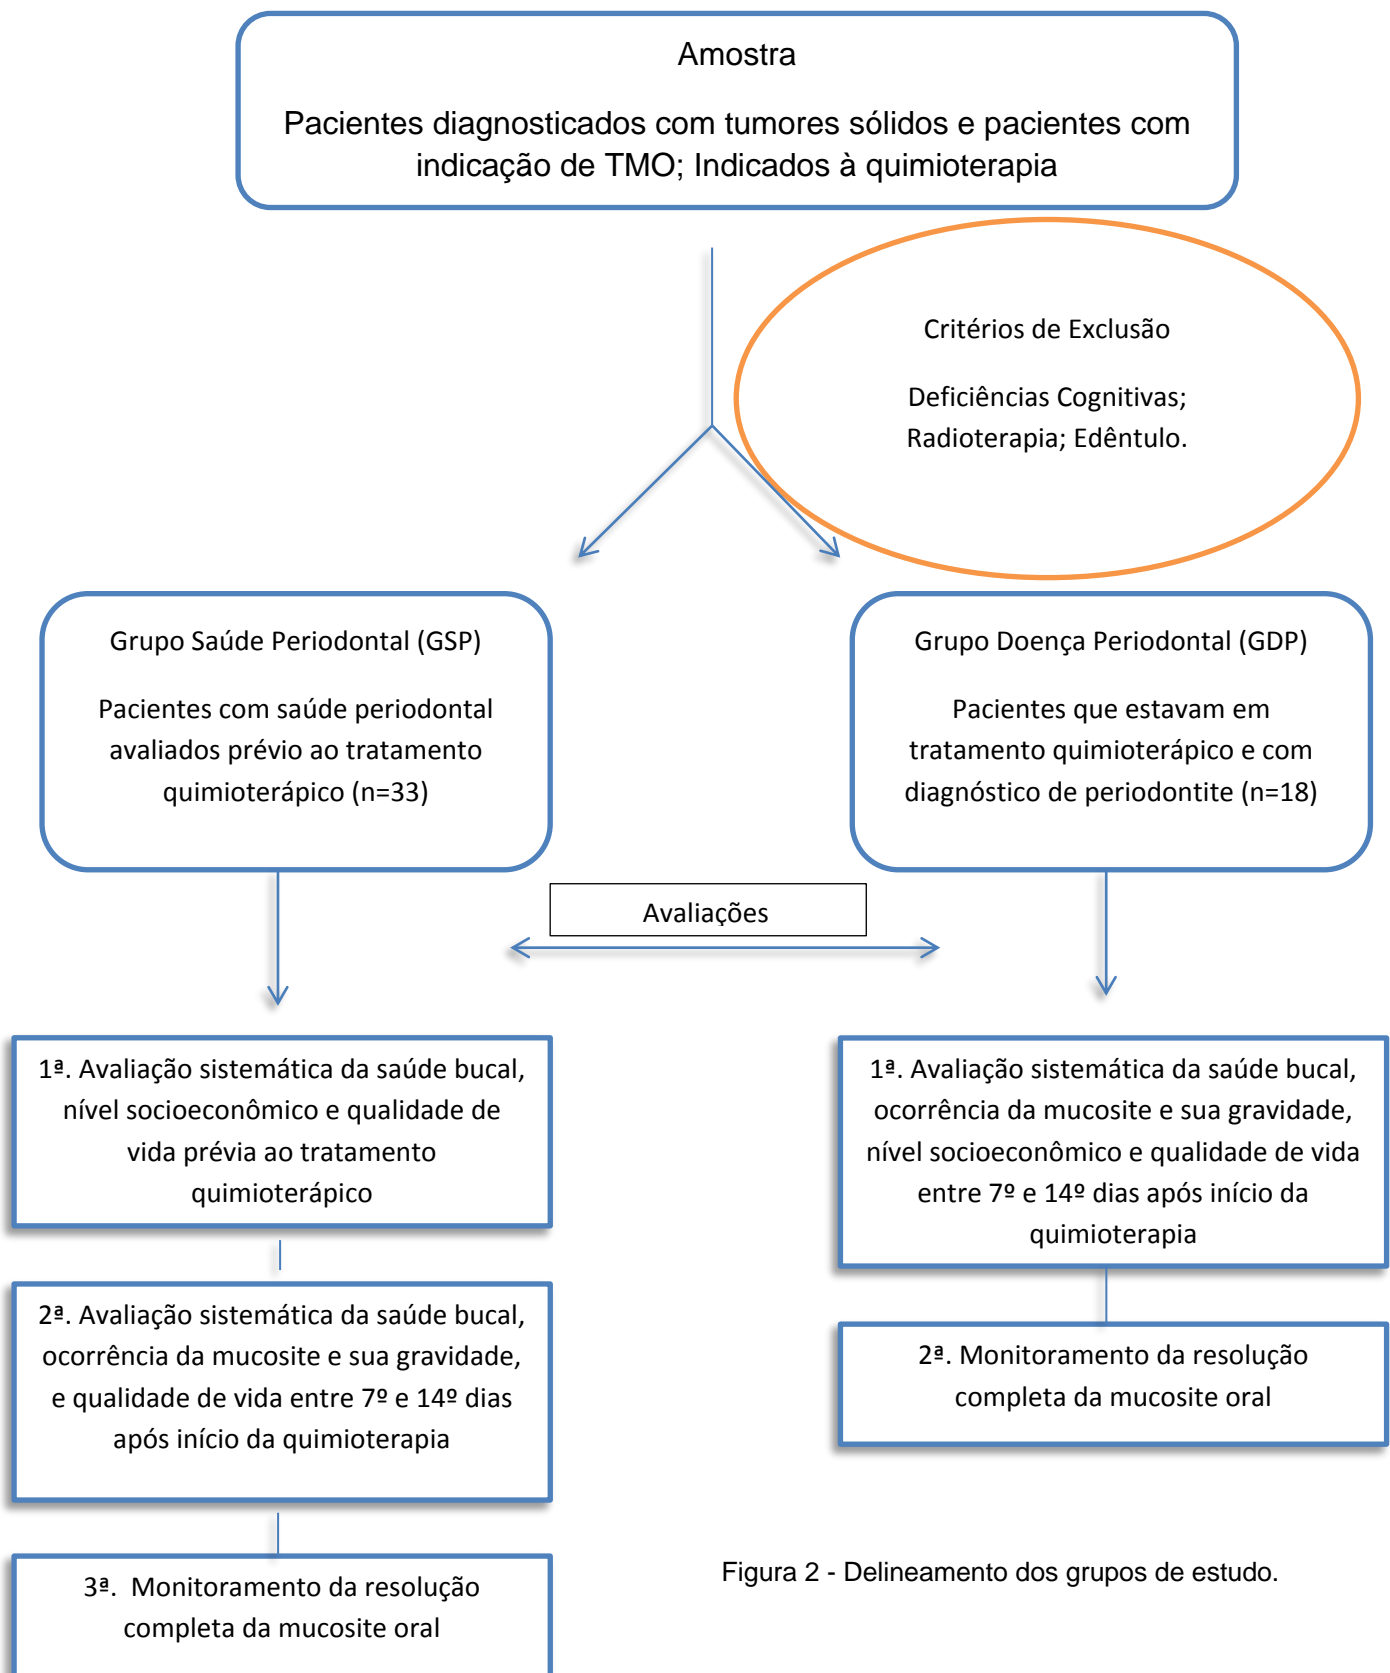 Amostra
Pacientes diagnosticados com tumores sólidos e pacientes com
indicação de TMO; Indicados à quimioterapia
Critérios de Exclusão
Deficiências Cognitivas;
Radioterapia; Edêntulo.
Grupo Saúde Periodontal (GSP)
Pacientes com saúde periodontal
avaliados prévio ao tratamento
quimioterápico (n=33)
Grupo Doença Periodontal (GDP)
Pacientes que estavam em
tratamento quimioterápico e com
diagnóstico de periodontite (n=18)
Avaliações
1ª. Avaliação sistemática da saúde bucal,
nível socioeconômico e qualidade de
vida prévia ao tratamento
quimioterápico
1ª. Avaliação sistemática da saúde bucal,
ocorrência da mucosite e sua gravidade,
nível socioeconômico e qualidade de vida
entre 7º e 14º dias após início da
quimioterapia
2ª. Avaliação sistemática da saúde bucal,
ocorrência da mucosite e sua gravidade,
e qualidade de vida entre 7º e 14º dias
após início da quimioterapia
2ª. Monitoramento da resolução
completa da mucosite oral
3ª. Monitoramento da resolução
completa da mucosite oral
Figura 2 - Delineamento dos grupos de estudo.